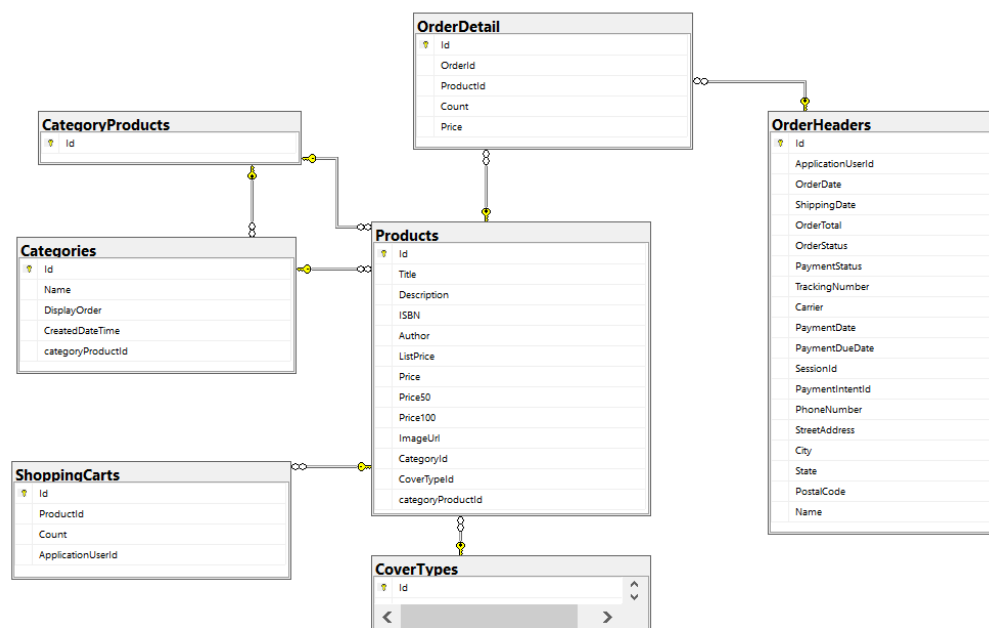 OrderDetail
Id
OrderId
ProductId
Count
Price
CategoryProducts
Id
OrderHeaders
Id
ApplicationUserId
OrderDate
ShippingDate
OrderTotal
OrderStatus
PaymentStatus
TrackingNumber
Carrier
PaymentDate
PaymentDueDate
SessionId
PaymentIntentId
PhoneNumber
StreetAddress
City
State
PostalCode
Name
Categories
Id
Name
DisplayOrder
CreatedDateTime
categoryProductId
Products
Id
Title
Description
ISBN
Author
ListPrice
Price
Price50
Price100
ImageUrl
CategoryId
CoverTypeId
categoryProductId
ShoppingCarts
Id
ProductId
Count
ApplicationUserId
CoverTypes
Id